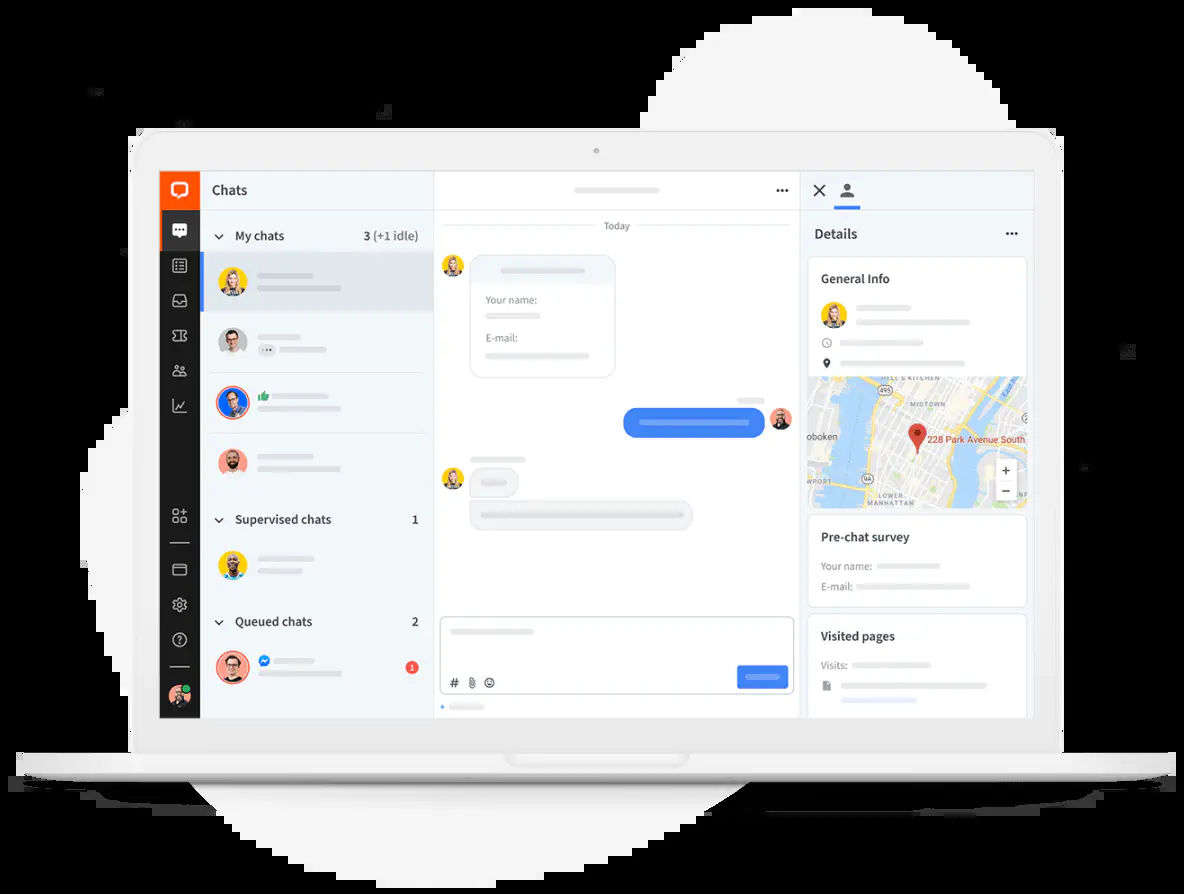 Chats
My chats 3 (+1 idle)
Supervised chats 1
Queued chats 2
1
Today
Your name:
E-mail:
Details
General Info
HELL'S KITCHEN
495
MIDTOWN
228 Park Avenue South
9A
LOWER
MANHATTAN
+
−
Pre-chat survey
Your name:
E-mail:
Visited pages
Visits: